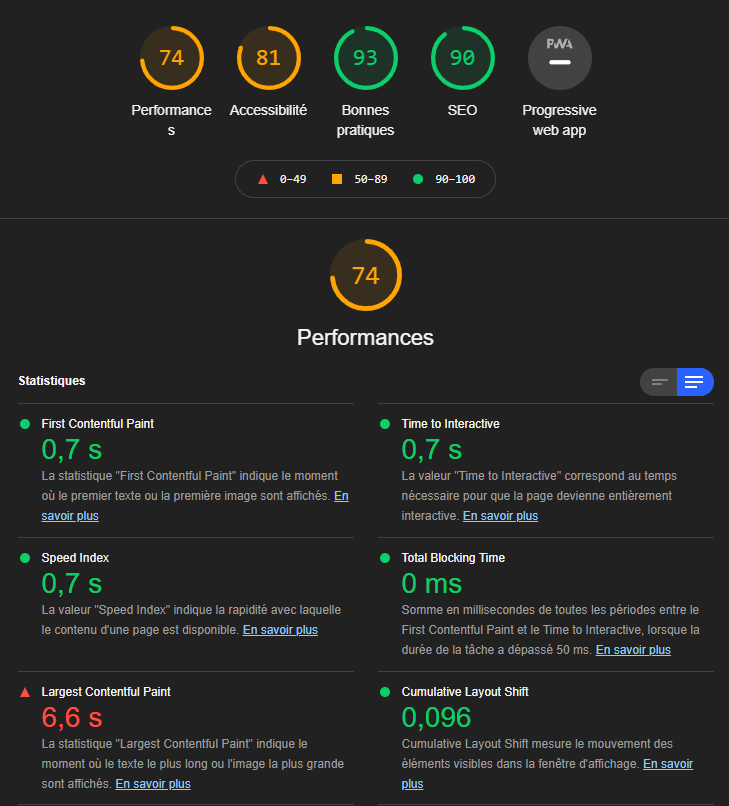 74 81 93 90 PWA
Performance Accessibilité Bonnes SEO Progressive
s pratiques web app
0–49 50–89 90–100
74
Performances
Statistiques
First Contentful Paint
0,7 s
La statistique "First Contentful Paint" indique le moment
où le premier texte ou la première image sont affichés. En
savoir plus
Time to Interactive
0,7 s
La valeur "Time to Interactive" correspond au temps
nécessaire pour que la page devienne entièrement
interactive. En savoir plus
Speed Index
0,7 s
La valeur "Speed Index" indique la rapidité avec laquelle
le contenu d'une page est disponible. En savoir plus
Total Blocking Time
0 ms
Somme en millisecondes de toutes les périodes entre le
First Contentful Paint et le Time to Interactive, lorsque la
durée de la tâche a dépassé 50 ms. En savoir plus
Largest Contentful Paint
6,6 s
La statistique "Largest Contentful Paint" indique le
moment où le texte le plus long ou l'image la plus grande
sont affichés. En savoir plus
Cumulative Layout Shift
0,096
Cumulative Layout Shift mesure le mouvement des
éléments visibles dans la fenêtre d'affichage. En savoir
plus